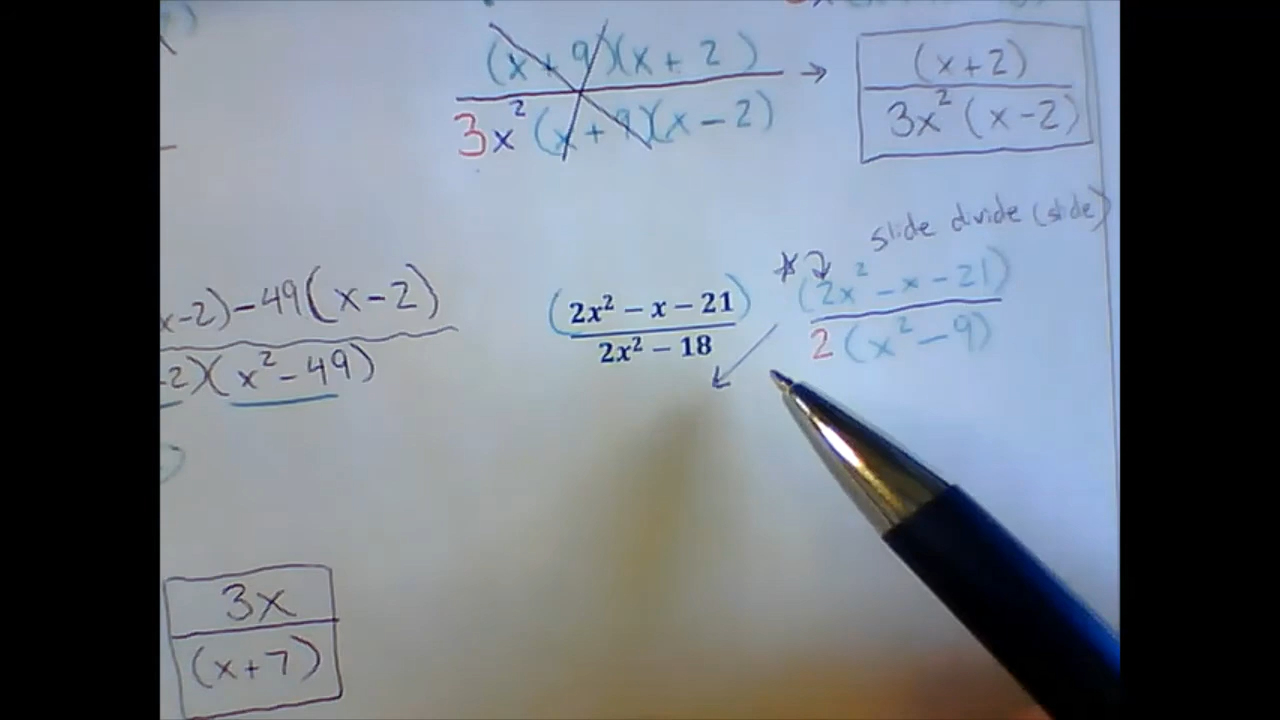 (x + 9)(x + 2) → (x+2)
3x² (x + 9)(x − 2) 3x² (x−2)
slide divide (slide)
x−2) − 49(x − 2)
−2)(x² − 49)
(2x² − x − 21)
2x² − 18
* (2x² − x − 21)
2 (x² − 9)
3x
(x+7)